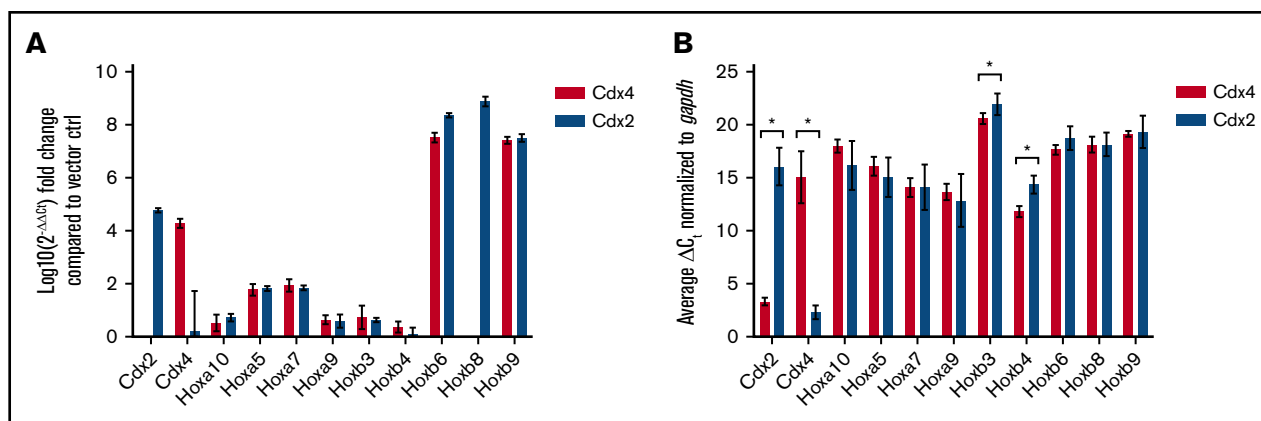 A
Log10(2^-ΔΔCt) fold change
compared to vector ctrl
10
8
6
4
2
0
Cdx2
Cdx4
Hoxa10
Hoxa5
Hoxa7
Hoxa9
Hoxb3
Hoxb4
Hoxb6
Hoxb8
Hoxb9
Cdx4
Cdx2
B
Average ΔCt normalized to gapdh
25
20
15
10
5
0
*
*
*
*
Cdx2
Cdx4
Hoxa10
Hoxa5
Hoxa7
Hoxa9
Hoxb3
Hoxb4
Hoxb6
Hoxb8
Hoxb9
Cdx4
Cdx2